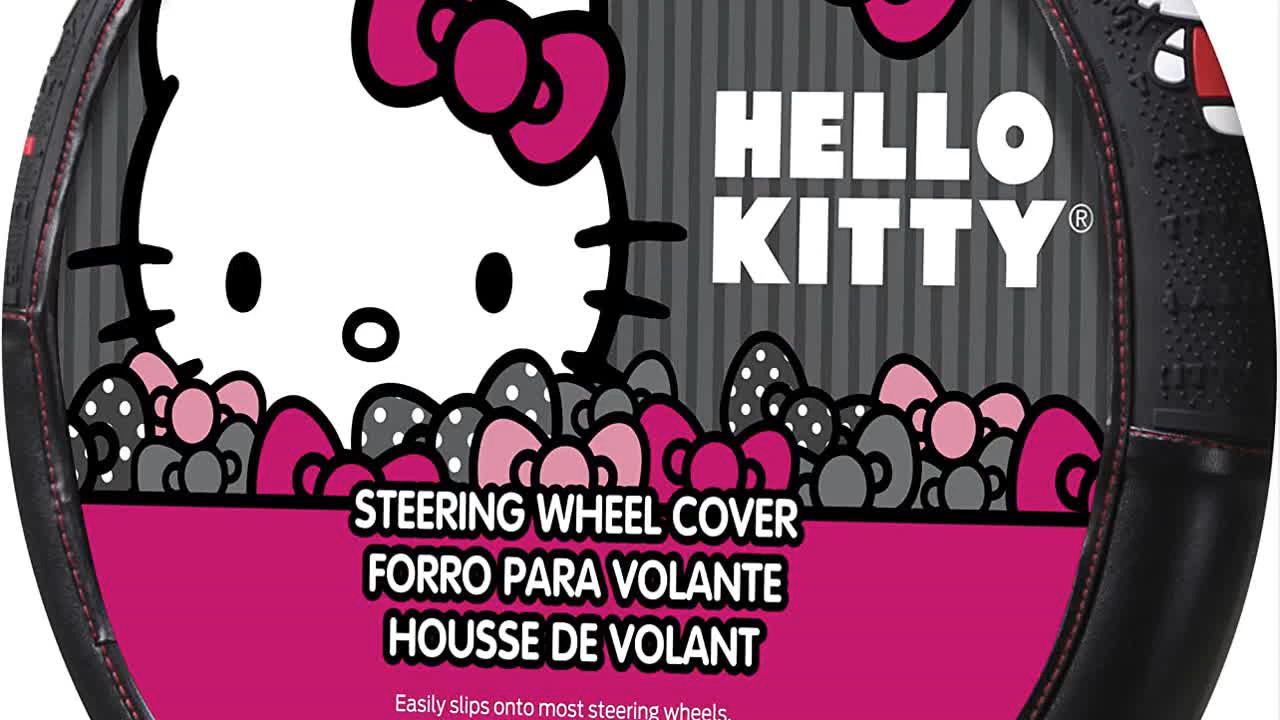 HELLO
KITTY®
STEERING WHEEL COVER
FORRO PARA VOLANTE
HOUSSE DE VOLANT
Easily slips onto most steering wheels.